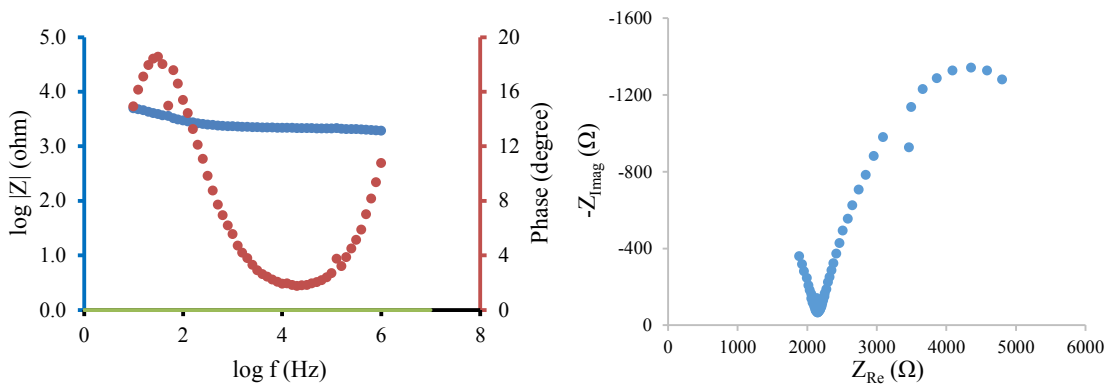 5.0
4.0
3.0
2.0
1.0
0.0
log |Z| (ohm)
0 2 4 6 8
log f (Hz)
20
16
12
8
4
0
Phase (degree)
-1600
-1200
-800
-400
0
-Z_Imag (Ω)
0 1000 2000 3000 4000 5000 6000
Z_Re (Ω)